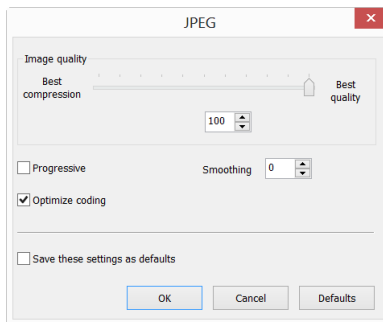 JPEG
Image quality
Best compression
Best quality
100
Progressive
Smoothing 0
Optimize coding
Save these settings as defaults
OK Cancel Defaults